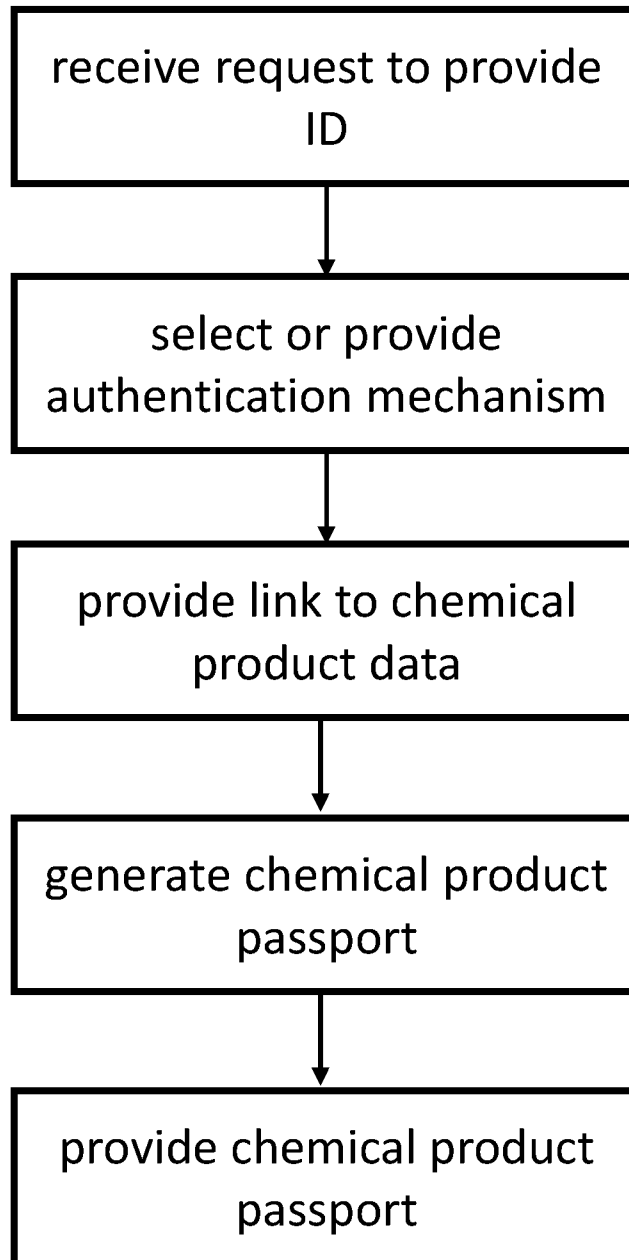 receive request to provide
ID
select or provide
authentication mechanism
provide link to chemical
product data
generate chemical product
passport
provide chemical product
passport